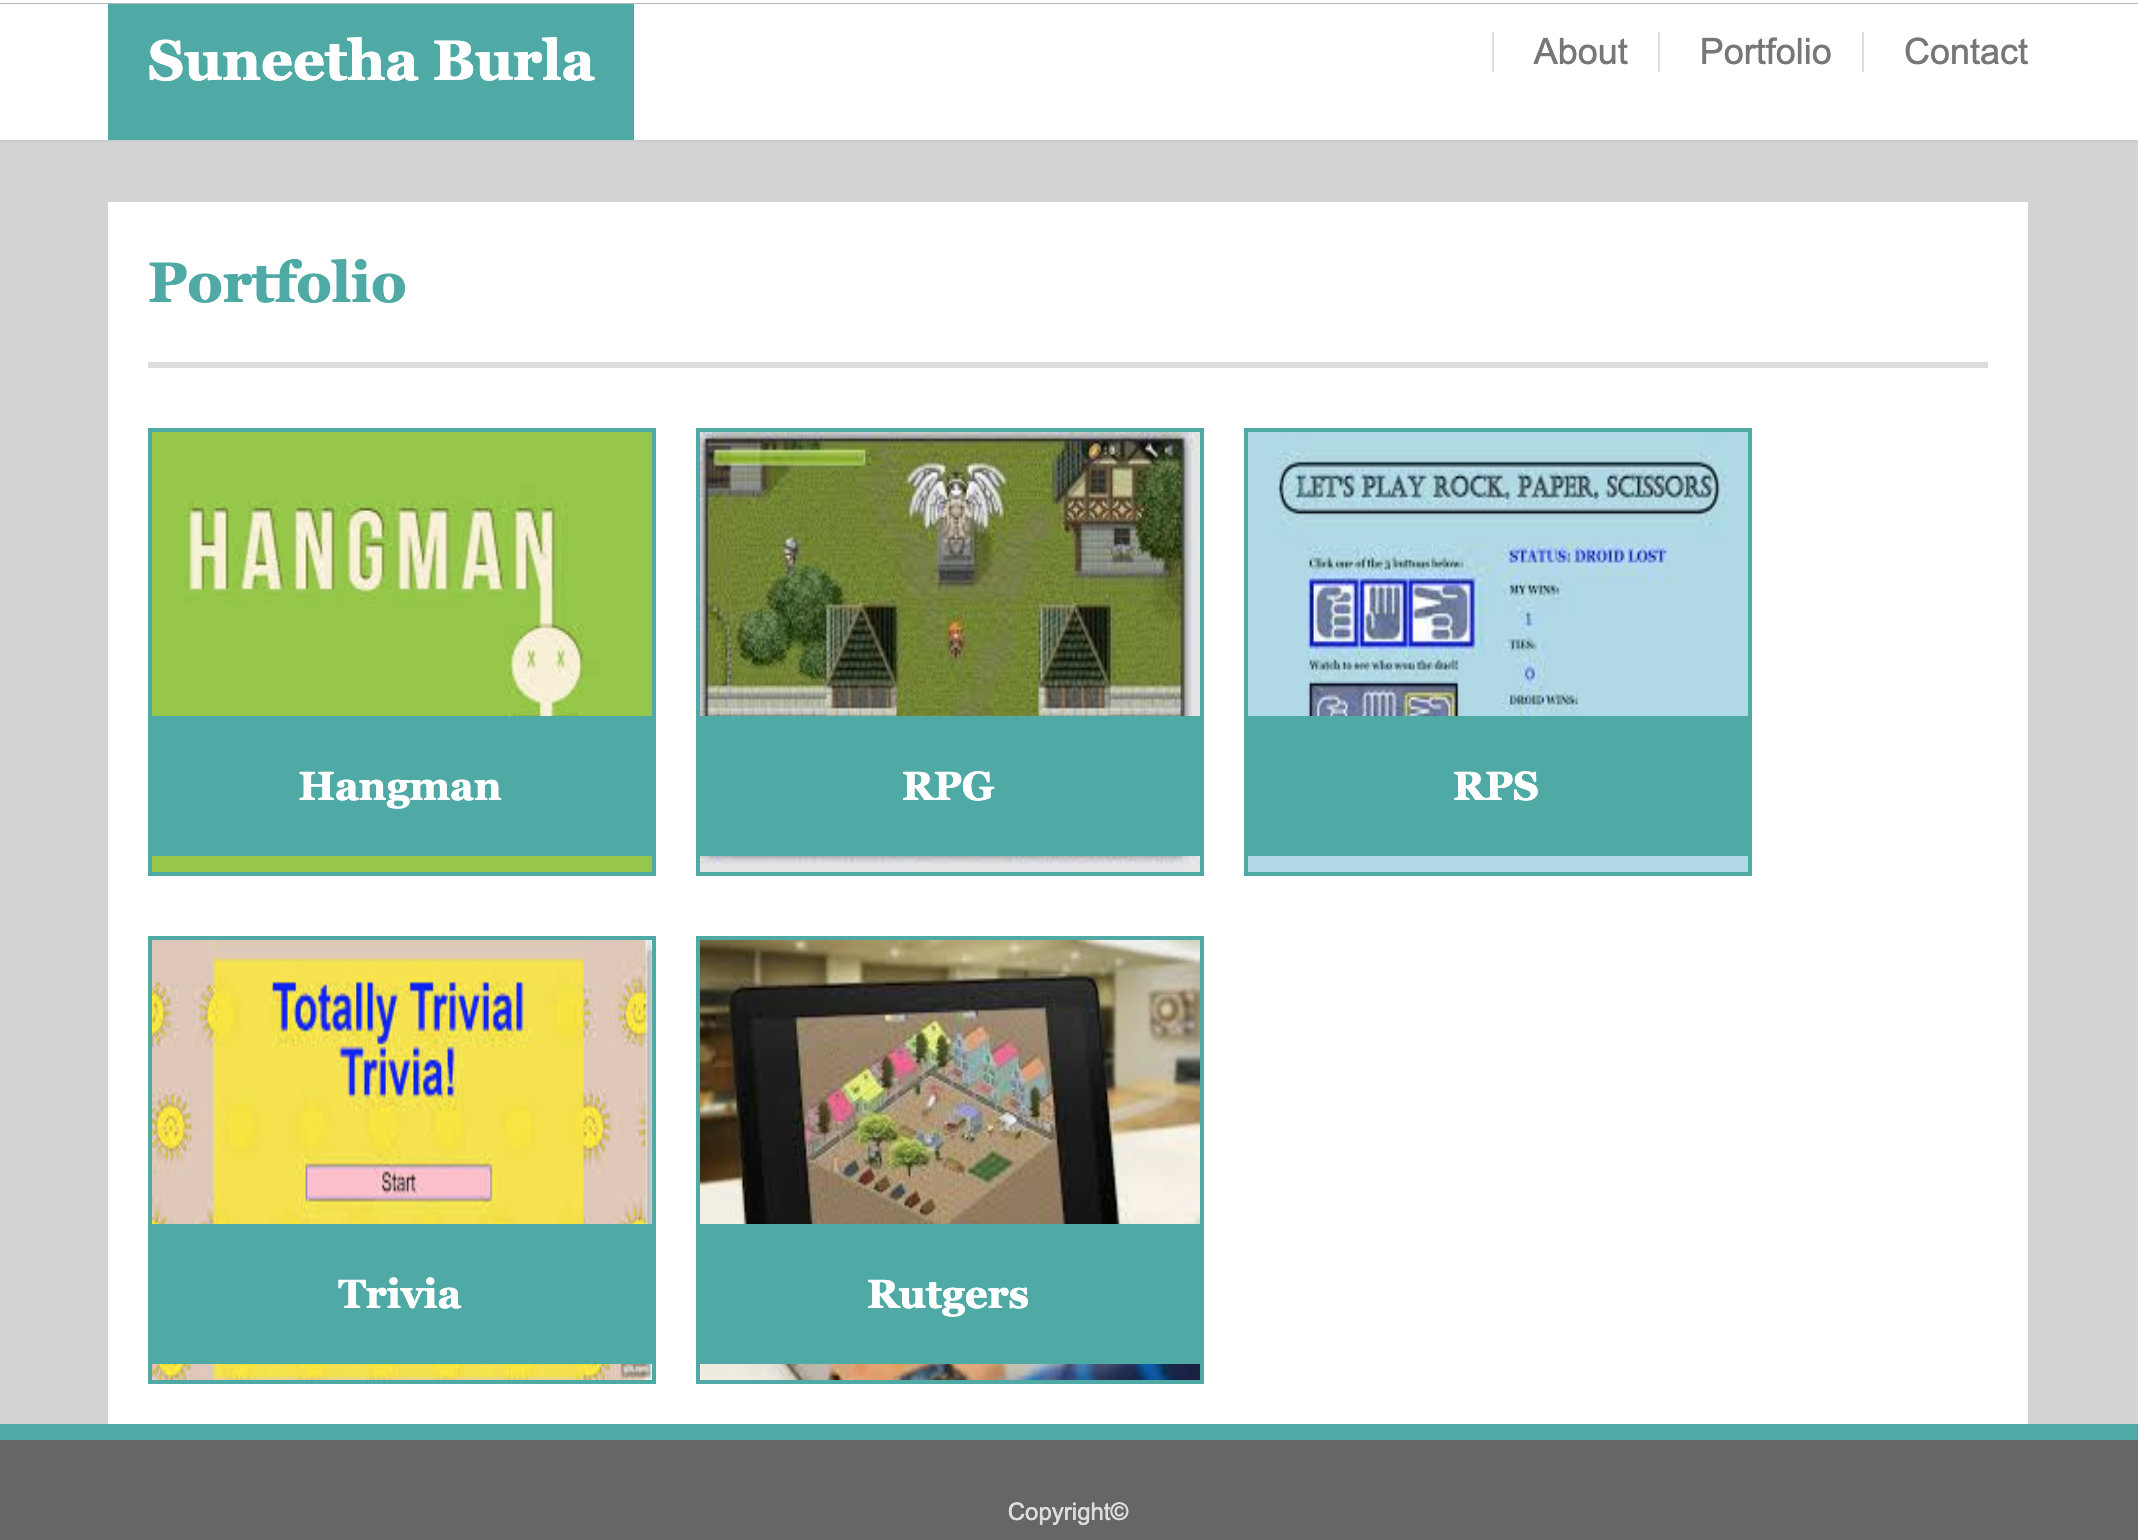 Suneetha Burla
About
Portfolio
Contact
Portfolio
HANGMAN
x x
Hangman
RPG
LET'S PLAY ROCK, PAPER, SCISSORS
Click one of the 3 buttons below:
STATUS: DROID LOST
MY WINS:
1
TIES:
0
Watch to see who won the duel!
DROID WINS:
RPS
Totally Trivial
Trivia!
Start
Trivia
Rutgers
Copyright©